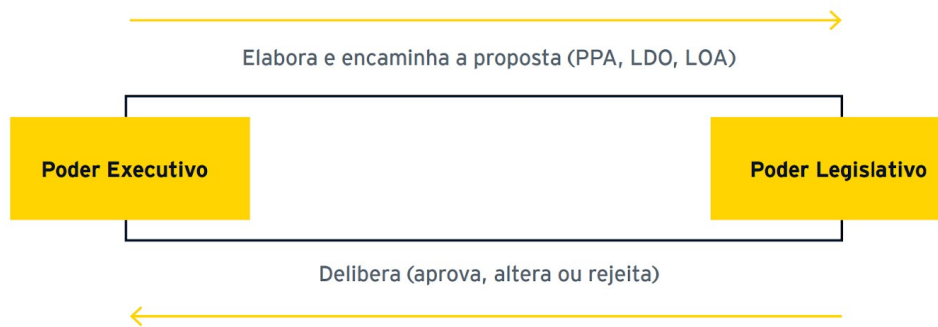 Elabora e encaminha a proposta (PPA, LDO, LOA)
Poder Executivo
Poder Legislativo
Delibera (aprova, altera ou rejeita)